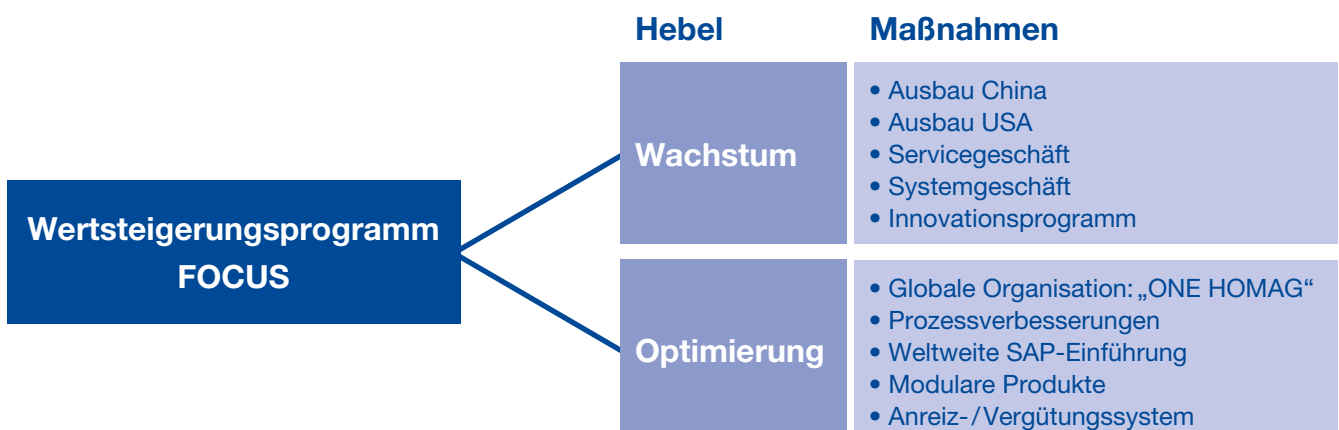 Hebel
Maßnahmen
Wertsteigerungsprogramm
FOCUS
Wachstum
• Ausbau China
• Ausbau USA
• Servicegeschäft
• Systemgeschäft
• Innovationsprogramm
Optimierung
• Globale Organisation: „ONE HOMAG“
• Prozessverbesserungen
• Weltweite SAP-Einführung
• Modulare Produkte
• Anreiz-/Vergütungssystem